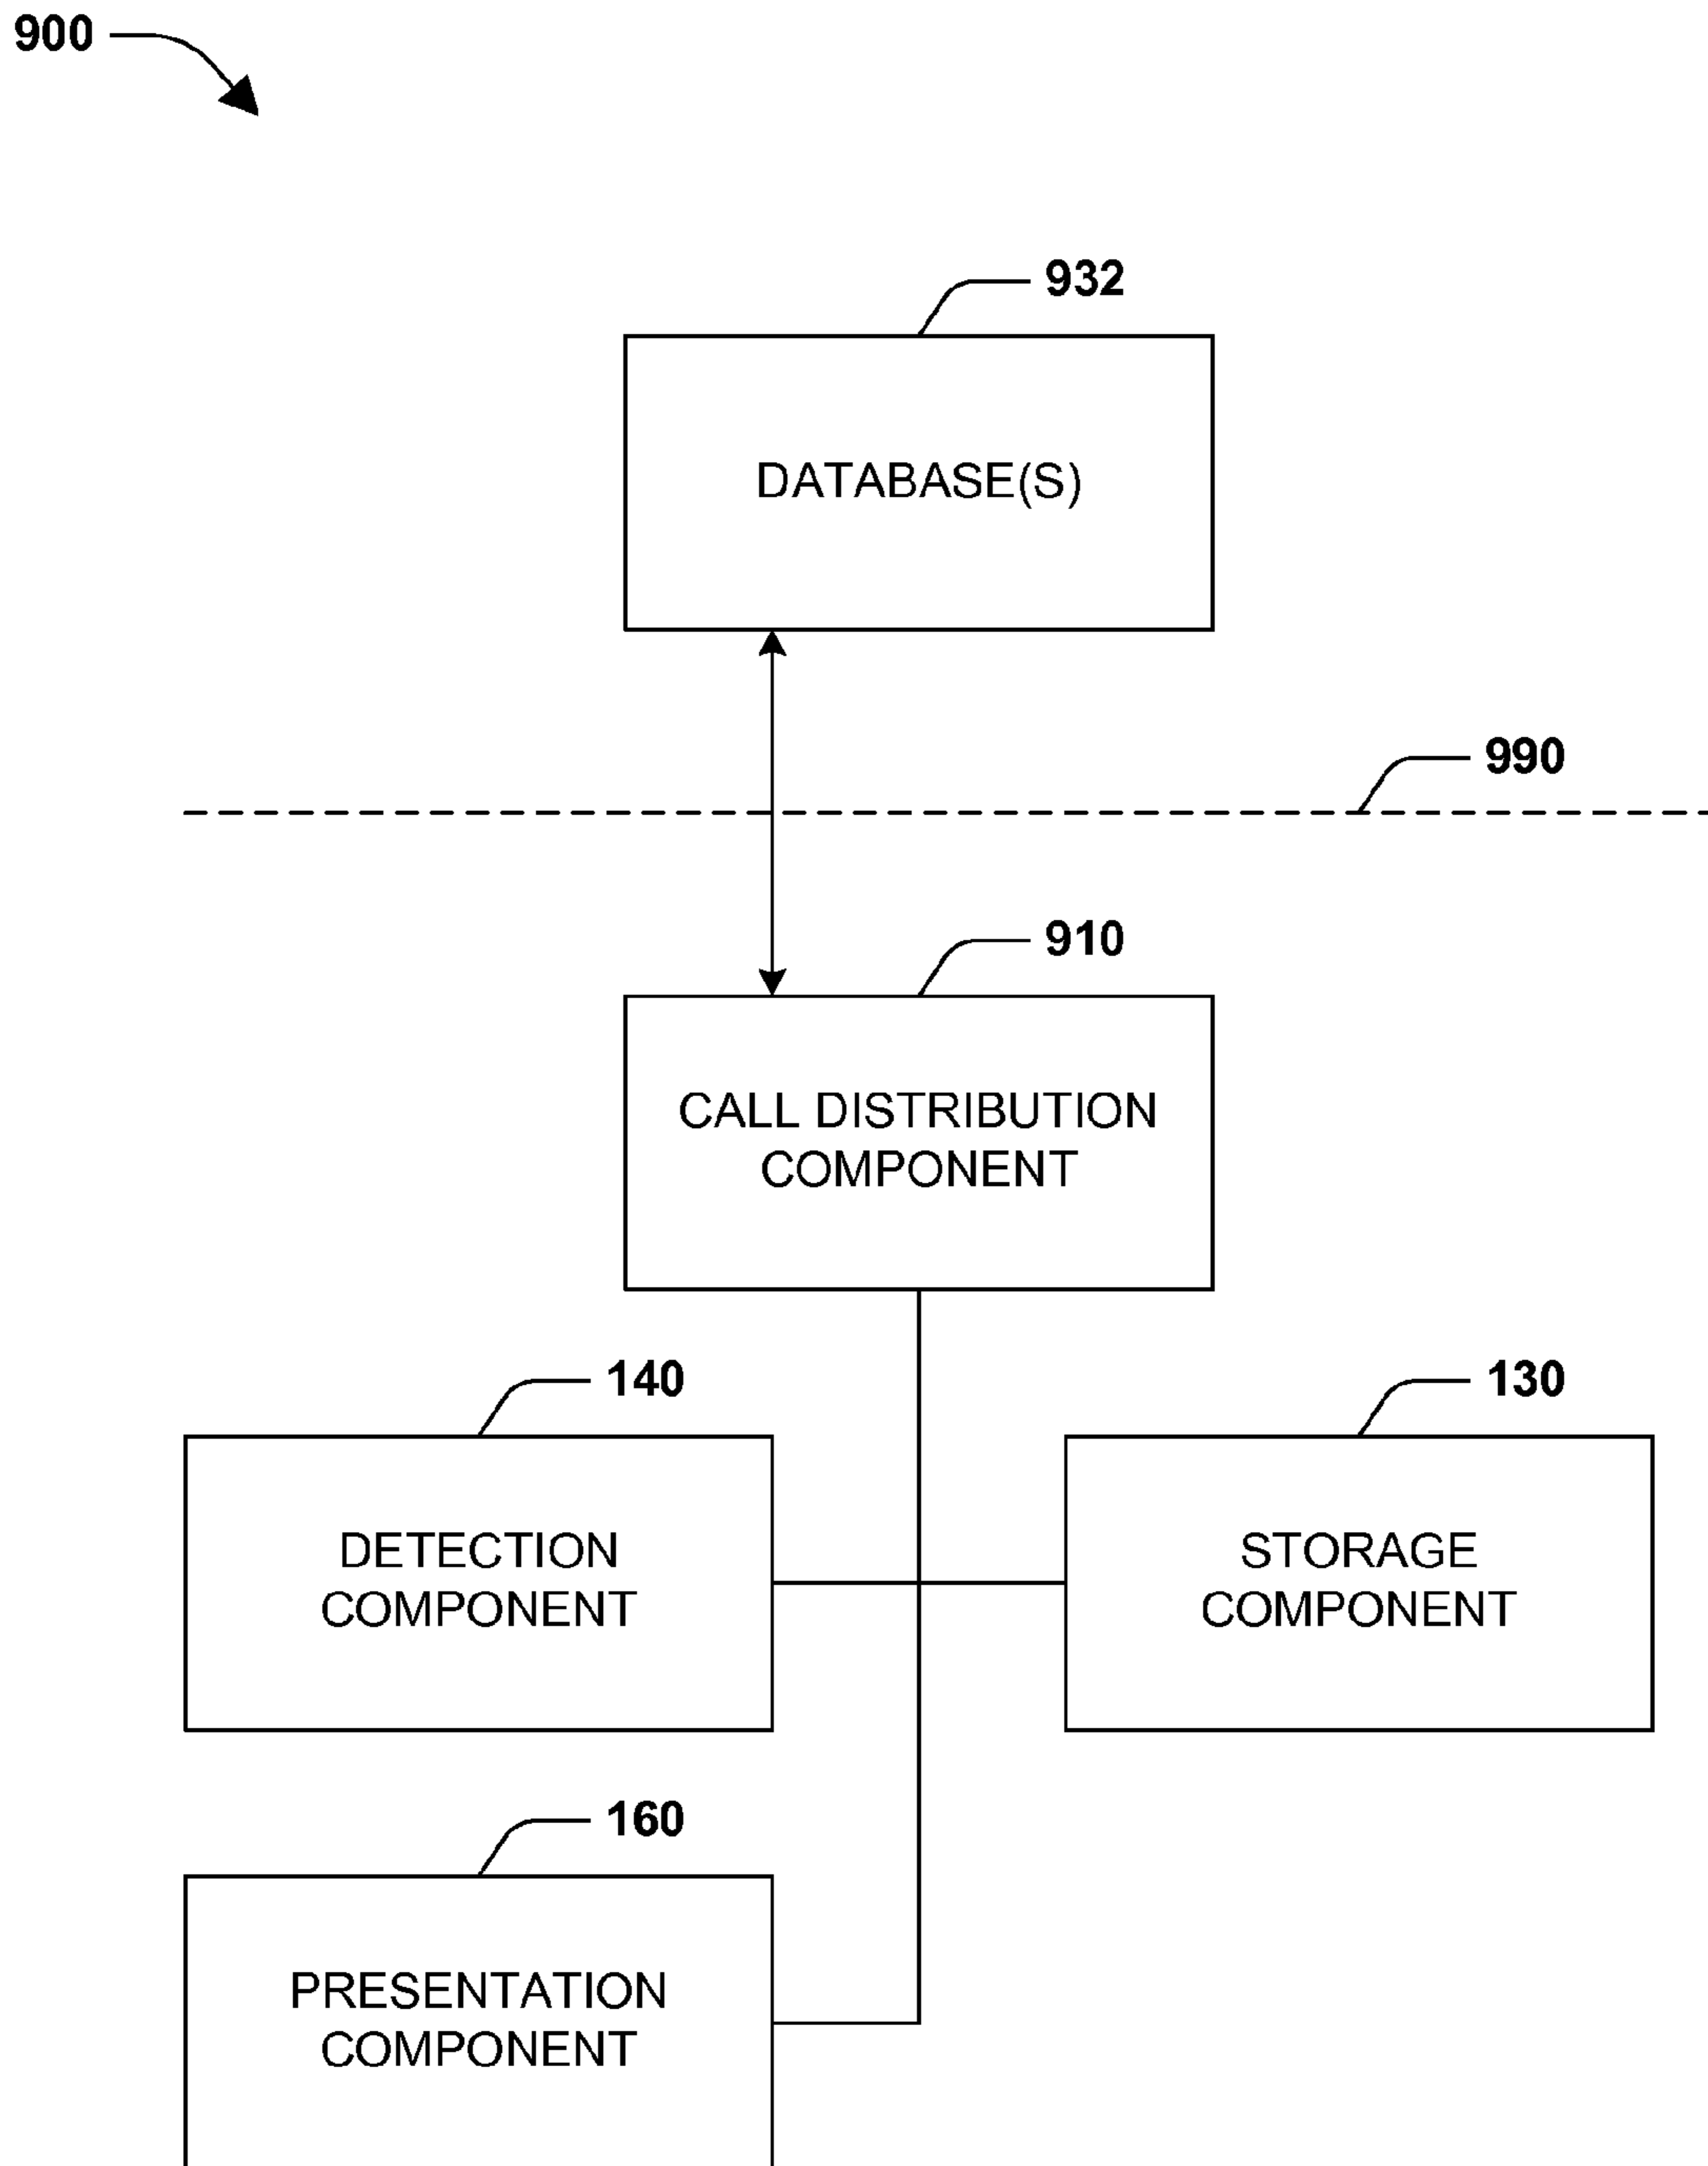 900
932
DATABASE(S)
990
910
CALL DISTRIBUTION
COMPONENT
140
130
DETECTION
COMPONENT
STORAGE
COMPONENT
160
PRESENTATION
COMPONENT